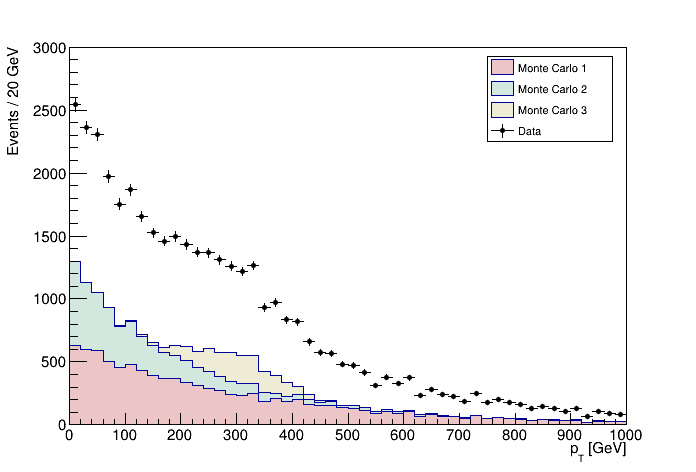 Events / 20 GeV
3000
2500
2000
1500
1000
500
0
Monte Carlo 1
Monte Carlo 2
Monte Carlo 3
Data
0 100 200 300 400 500 600 700 800 900 1000
p_T [GeV]